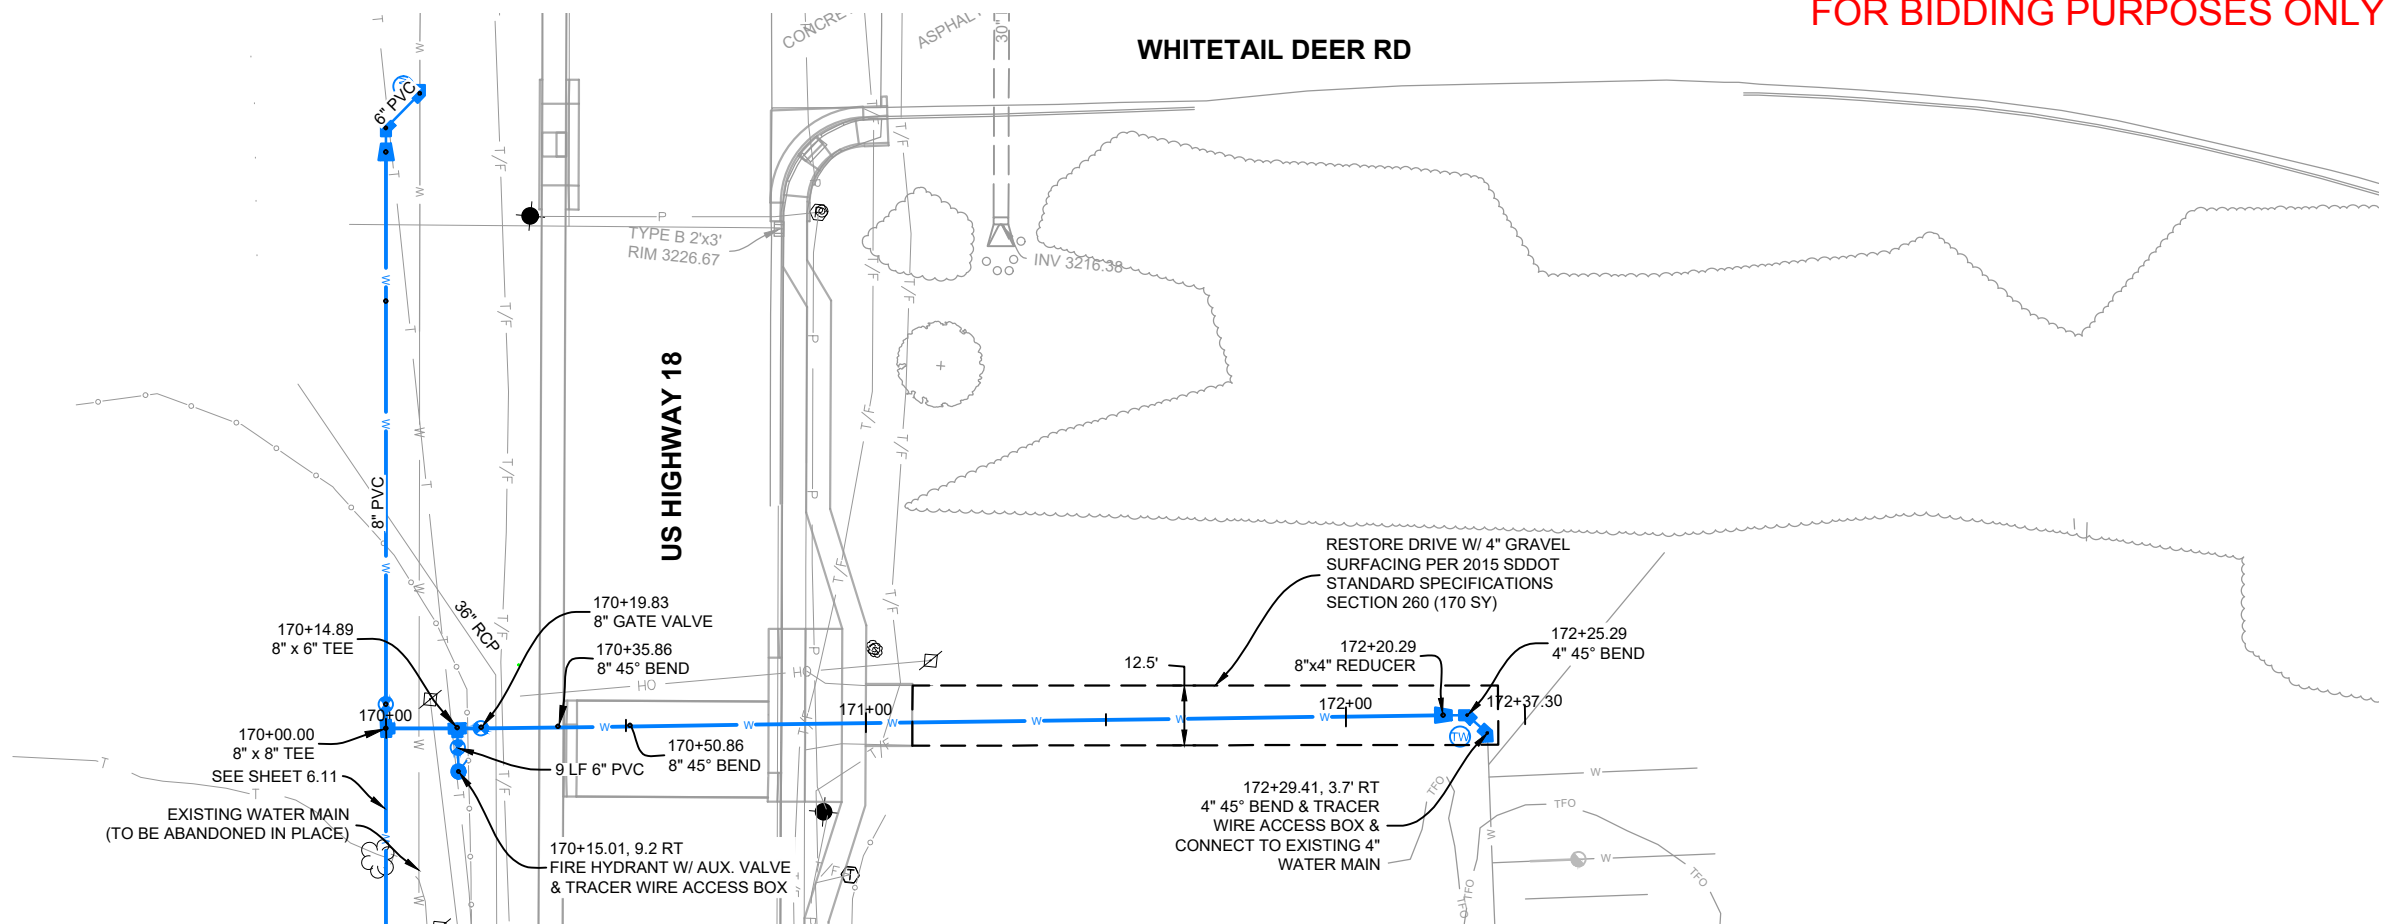 FOR BIDDING PURPOSES ONLY
WHITETAIL DEER RD
CONCRE
ASPHALT
30"
6" PVC
TYPE B 2'x3'
RIM 3226.67
INV 3216.38
US HIGHWAY 18
8" PVC
36" RCP
RESTORE DRIVE W/ 4" GRAVEL
SURFACING PER 2015 SDDOT
STANDARD SPECIFICATIONS
SECTION 260 (170 SY)
170+19.83
8" GATE VALVE
170+14.89
8" x 6" TEE
170+35.86
8" 45° BEND
172+20.29
8"x4" REDUCER
172+25.29
4" 45° BEND
12.5'
170+00
171+00
172+00
172+37.30
170+00.00
8" x 8" TEE
170+50.86
8" 45° BEND
9 LF 6" PVC
SEE SHEET 6.11
EXISTING WATER MAIN
(TO BE ABANDONED IN PLACE)
170+15.01, 9.2 RT
FIRE HYDRANT W/ AUX. VALVE
& TRACER WIRE ACCESS BOX
172+29.41, 3.7' RT
4" 45° BEND & TRACER
WIRE ACCESS BOX &
CONNECT TO EXISTING 4"
WATER MAIN
TW
HO
HO
P
T
T
W
W
W
T/F
T/F
T/F
TFO
TFO
TFO
TFO